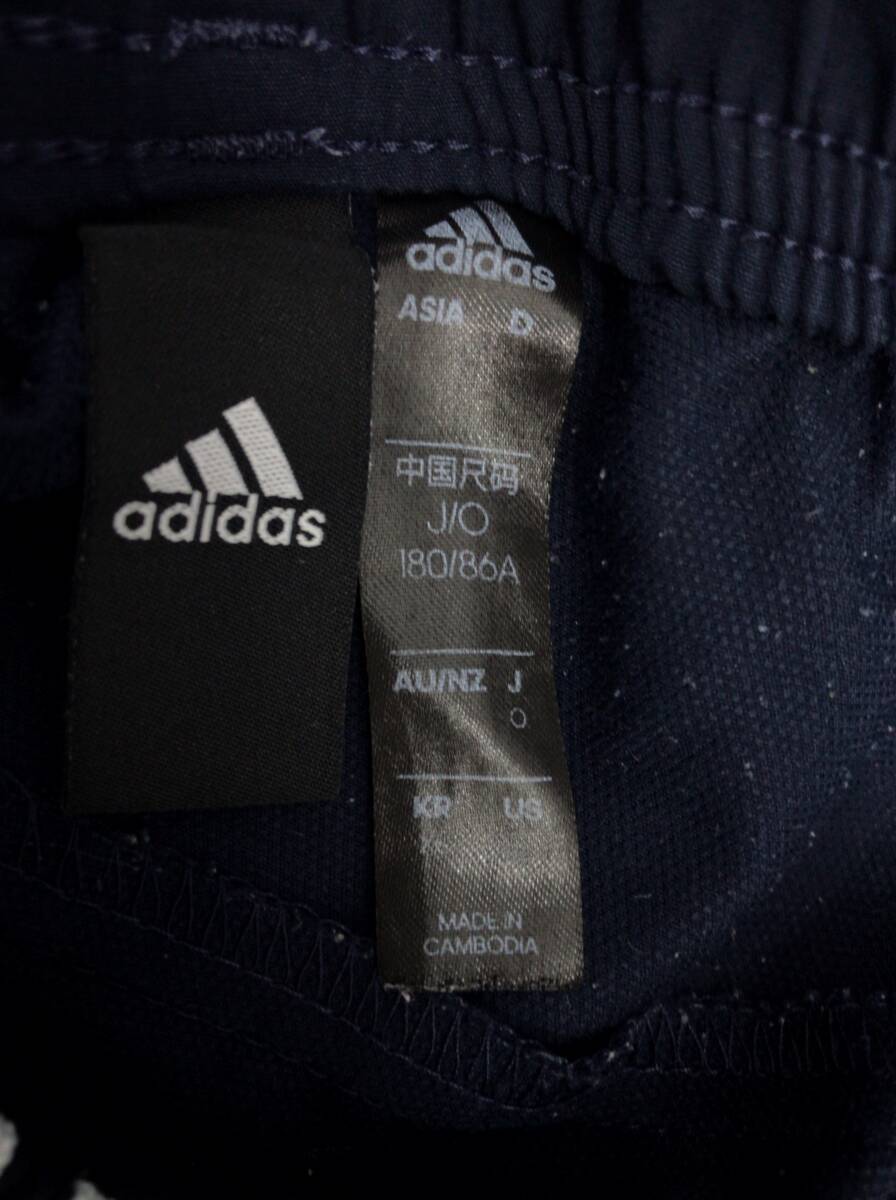 adidas
adidas
ASIA D
中国尺码
J/O
180/86A
AU/NZ J
O
KR US
MADE IN
CAMBODIA